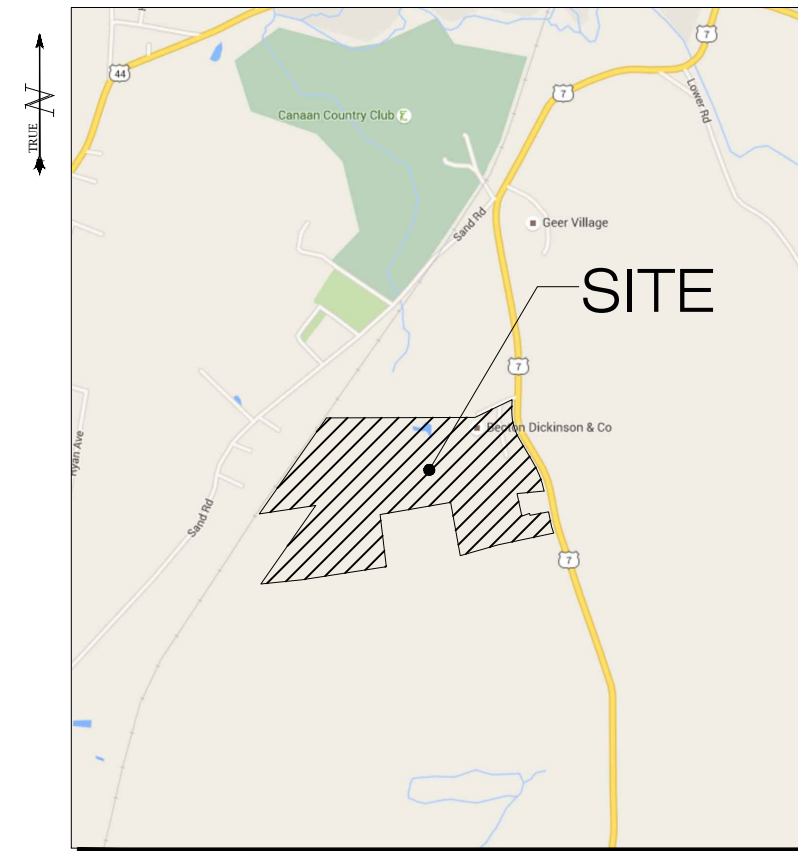 7
44
TRUE
N
7
Lower Rd
Canaan Country Club
Sand Rd
Geer Village
SITE
7
Becton Dickinson & Co
Ryan Ave
Sand Rd
7